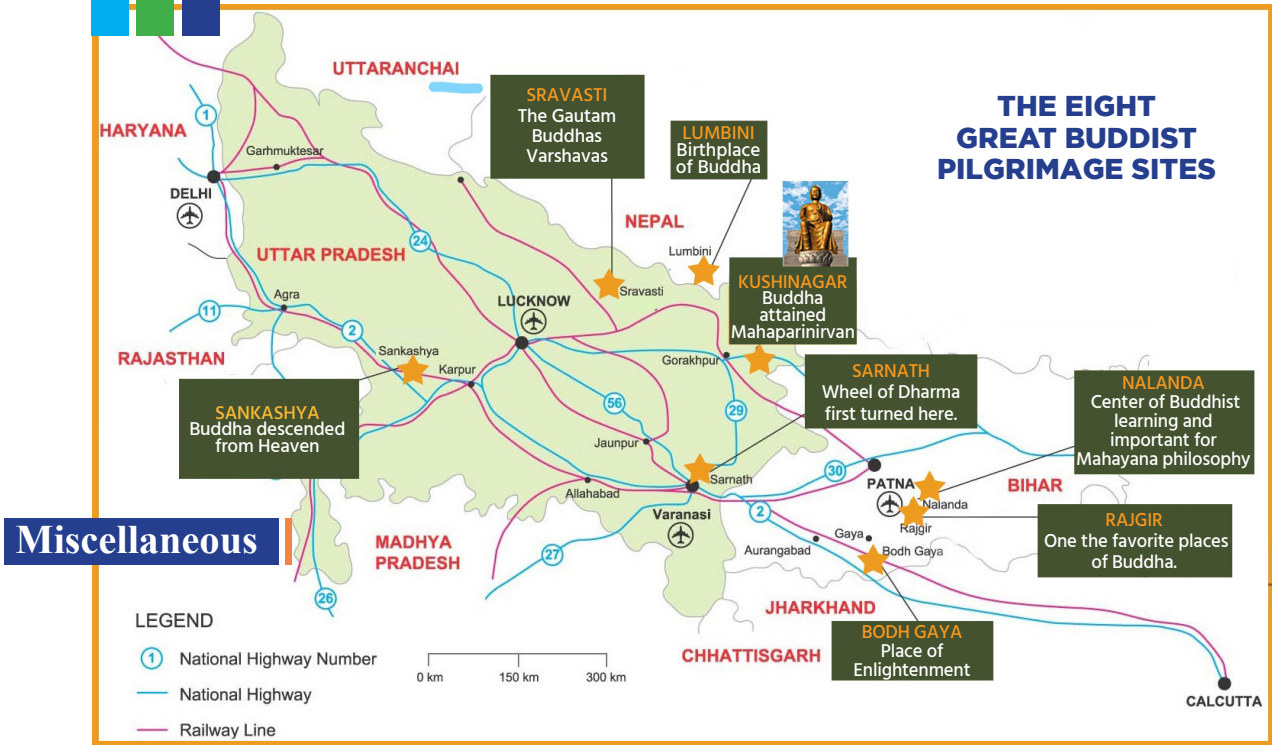 THE EIGHT
GREAT BUDDIST
PILGRIMAGE SITES
UTTARANCHAI
HARYANA
1
Garhmuktesar
DELHI
SRAVASTI
The Gautam
Buddhas
Varshavas
LUMBINI
Birthplace
of Buddha
NEPAL
Lumbini
UTTAR PRADESH
24
KUSHINAGAR
Buddha
attained
Mahaparinirvan
Sravasti
Agra
11
2
LUCKNOW
RAJASTHAN
Sankashya
Karpur
Gorakhpur
SARNATH
Wheel of Dharma
first turned here.
NALANDA
Center of Buddhist
learning and
important for
Mahayana philosophy
SANKASHYA
Buddha descended
from Heaven
56
29
Jaunpur
Sarnath
30
Allahabad
PATNA
Nalanda
BIHAR
Varanasi
2
Rajgir
RAJGIR
One the favorite places
of Buddha.
Miscellaneous
MADHYA
PRADESH
27
Aurangabad
Gaya
Bodh Gaya
26
JHARKHAND
CHHATTISGARH
BODH GAYA
Place of
Enlightenment
CALCUTTA
LEGEND
1 National Highway Number
National Highway
Railway Line
0 km 150 km 300 km